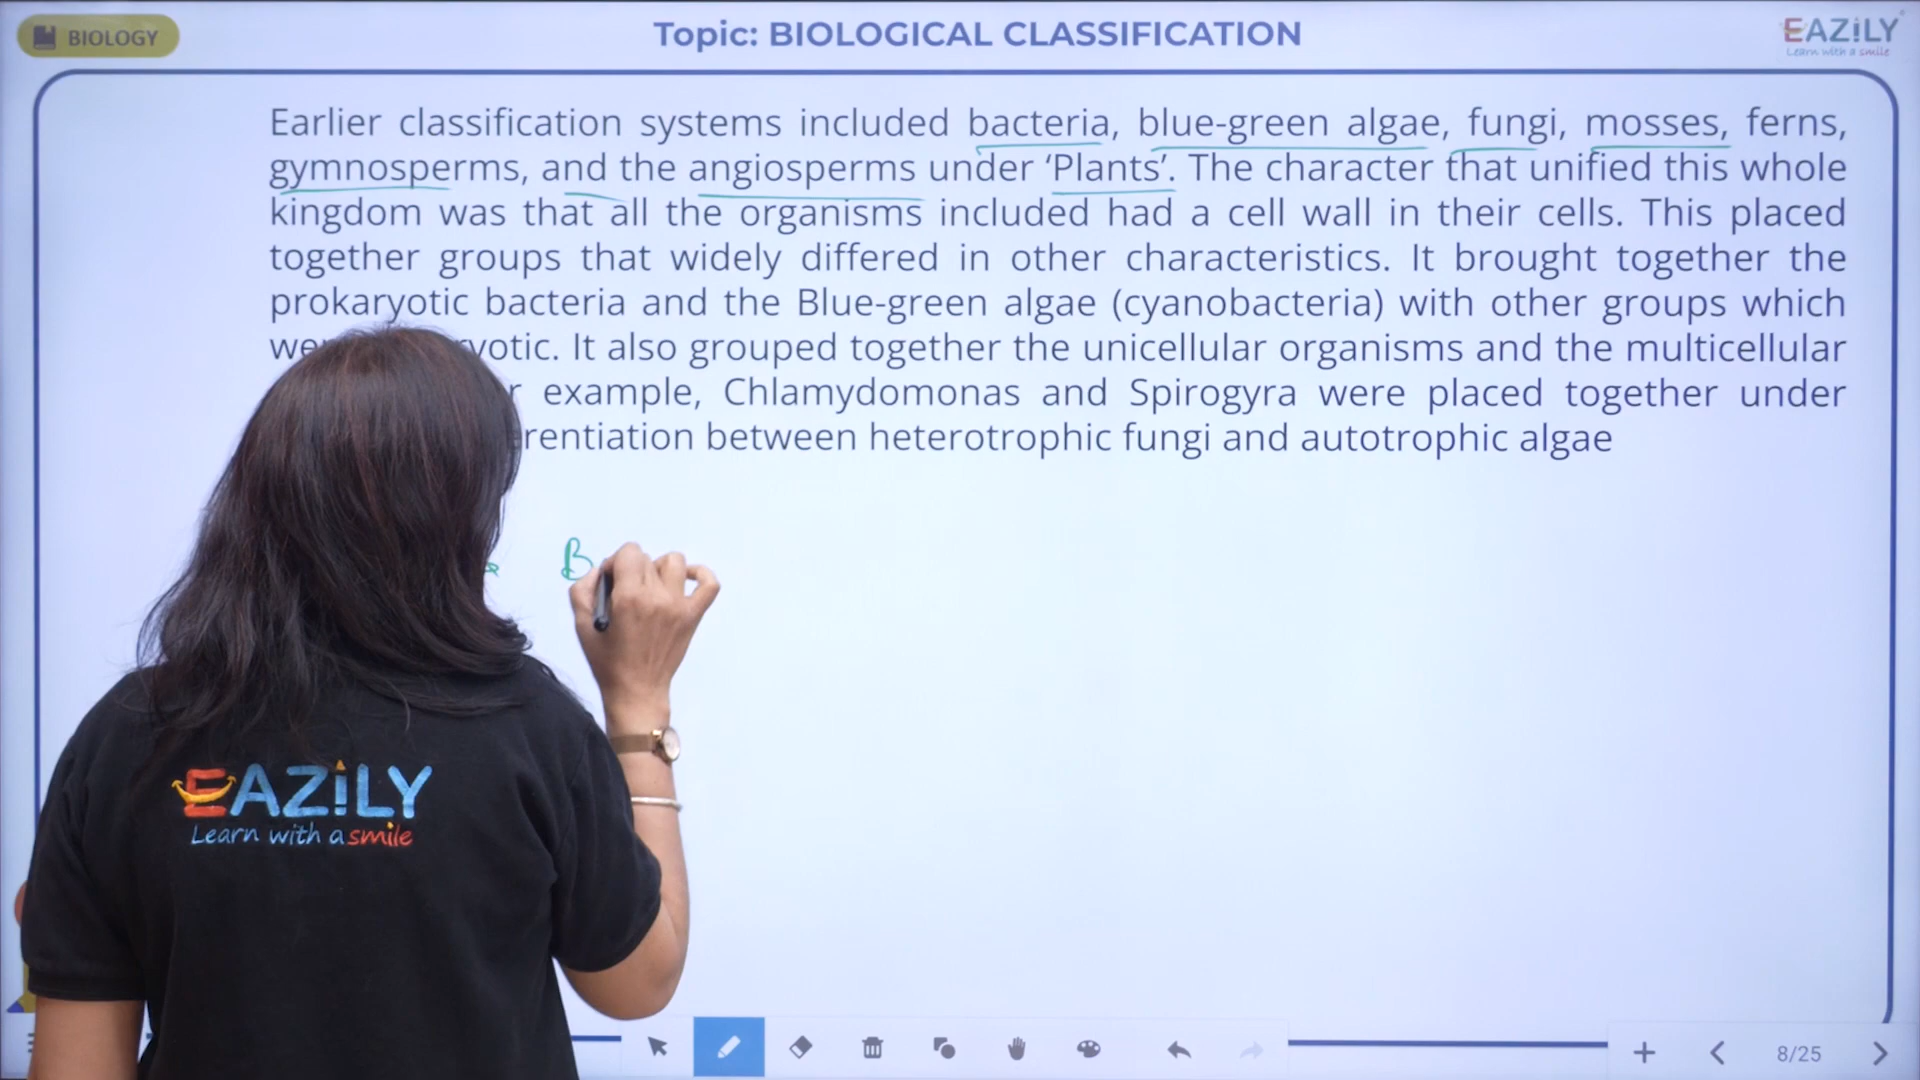 BIOLOGY
Topic: BIOLOGICAL CLASSIFICATION
EAZiLY
Learn with a smile
Earlier classification systems included bacteria, blue-green algae, fungi, mosses, ferns,
gymnosperms, and the angiosperms under ‘Plants’. The character that unified this whole
kingdom was that all the organisms included had a cell wall in their cells. This placed
together groups that widely differed in other characteristics. It brought together the
prokaryotic bacteria and the Blue-green algae (cyanobacteria) with other groups which
It also grouped together the unicellular organisms and the multicellular
example, Chlamydomonas and Spirogyra were placed together under
between heterotrophic fungi and autotrophic algae
B
EAZiLY
Learn with a smile
8/25